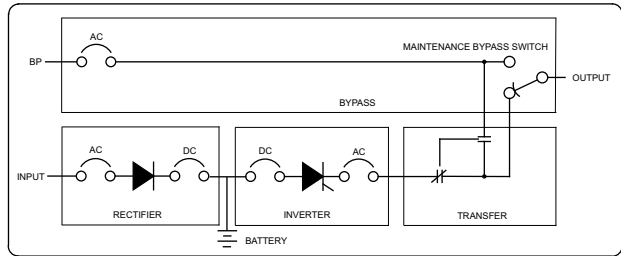 AC
MAINTENANCE BYPASS SWITCH
BP
OUTPUT
BYPASS
AC
DC
DC
AC
INPUT
RECTIFIER
INVERTER
TRANSFER
BATTERY